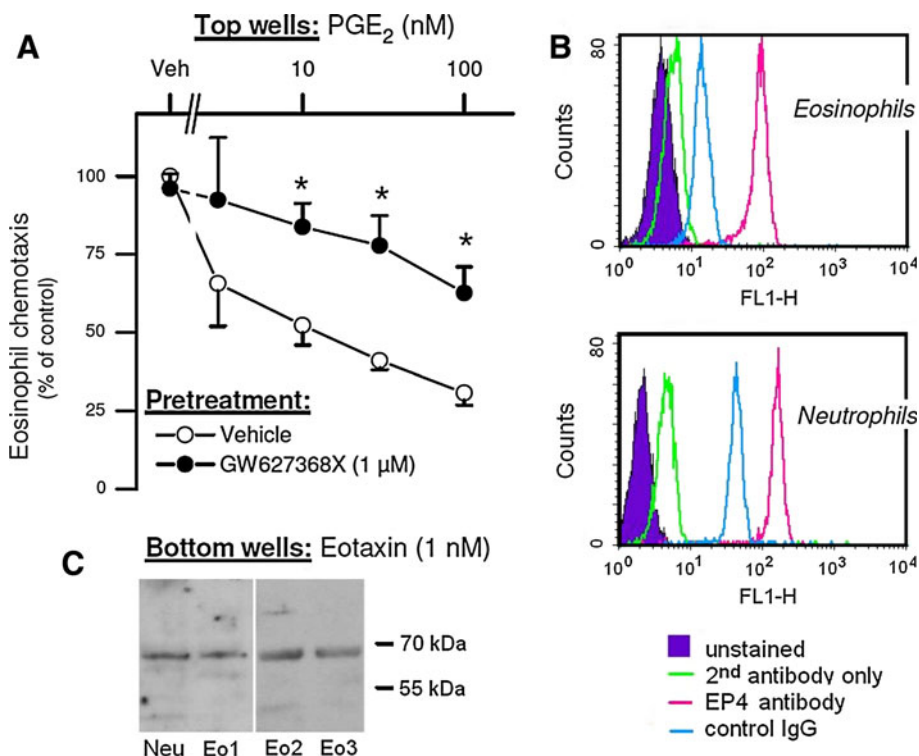 A
Top wells: PGE2 (nM)
Veh 10 100
Eosinophil chemotaxis
(% of control)
100
75
50
25
0
*
*
*
Pretreatment:
Vehicle
GW627368X (1 µM)
Bottom wells: Eotaxin (1 nM)
B
80
Counts
0
Eosinophils
10^0 10^1 10^2 10^3 10^4
FL1-H
80
Counts
0
Neutrophils
10^0 10^1 10^2 10^3 10^4
FL1-H
unstained
2nd antibody only
EP4 antibody
control IgG
C
70 kDa
55 kDa
Neu Eo1 Eo2 Eo3